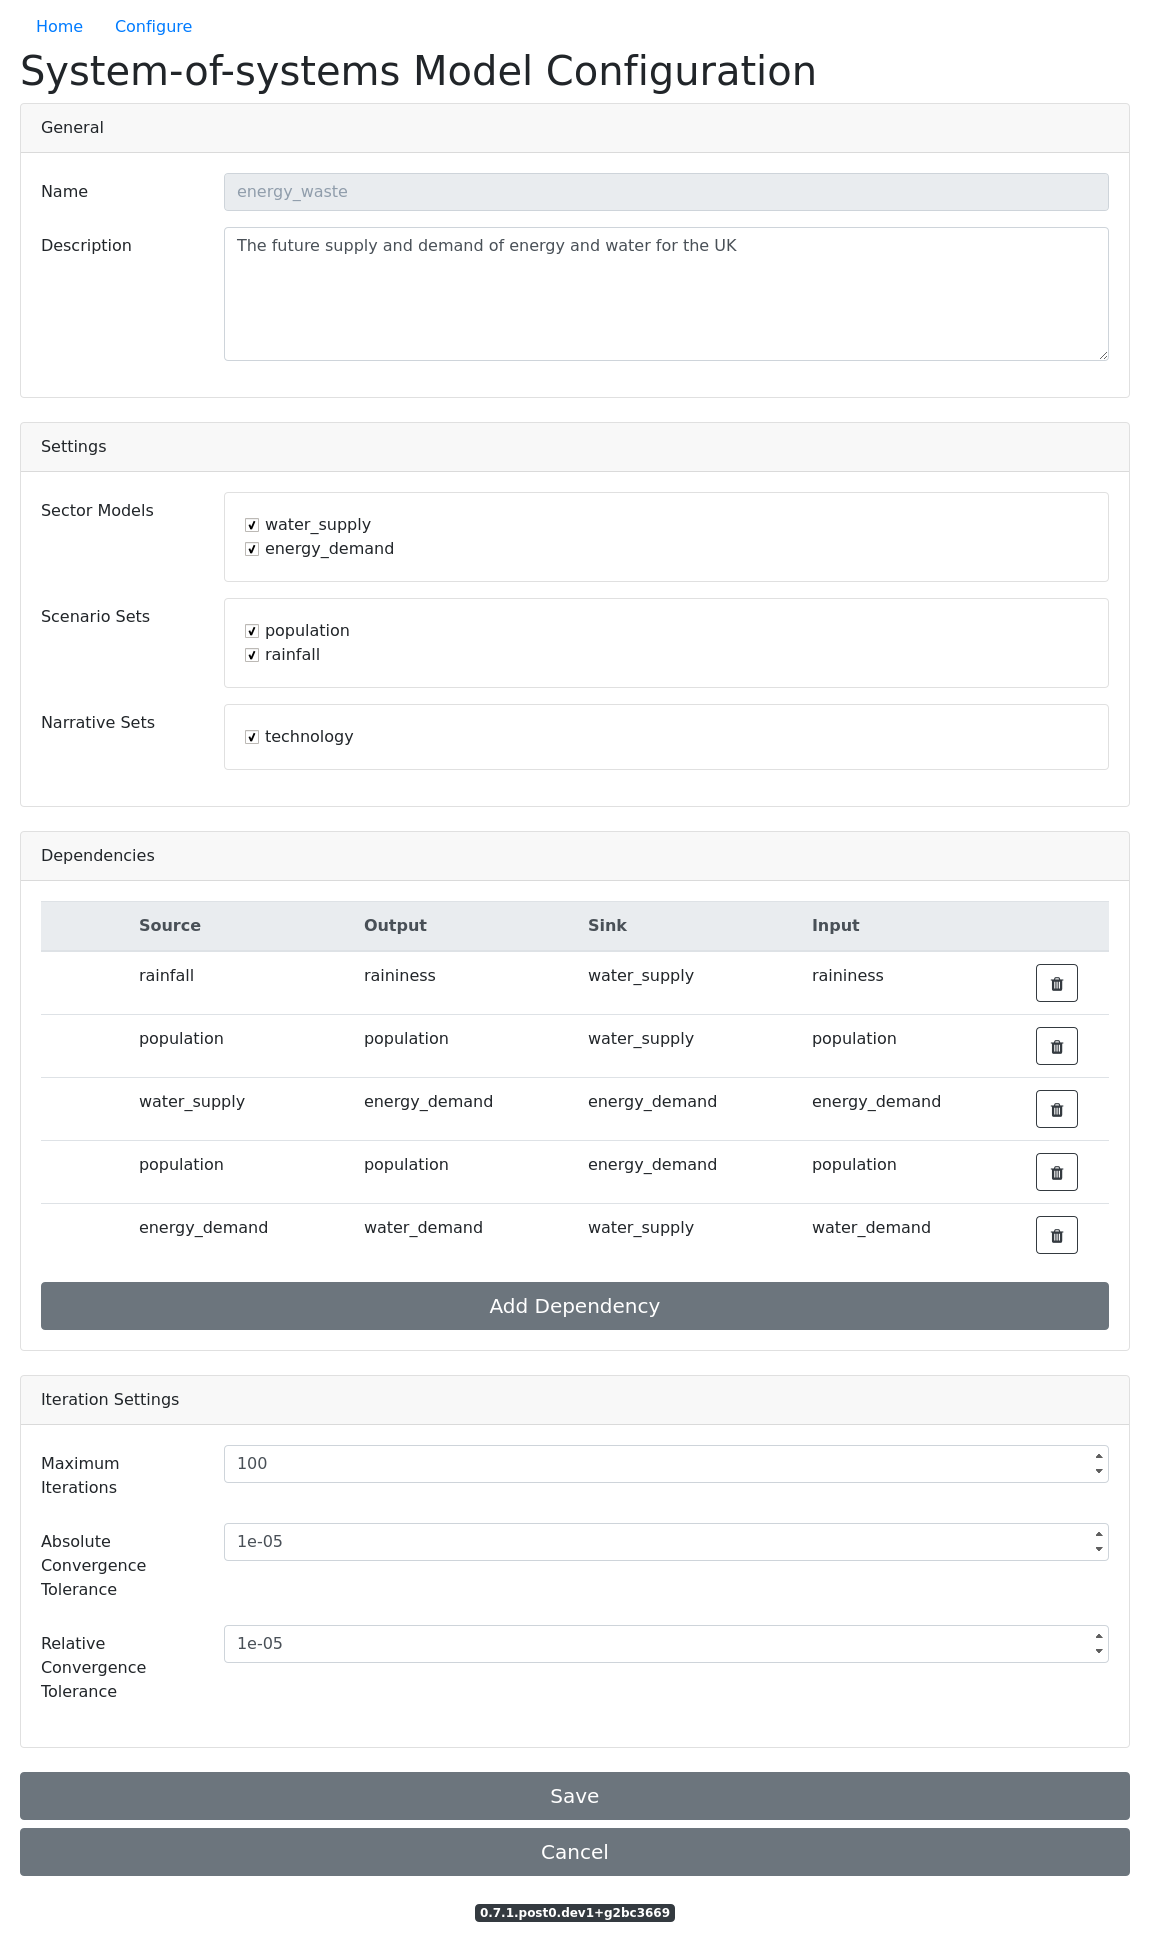 Home Configure
System-of-systems Model Configuration
General
Name energy_waste
Description The future supply and demand of energy and water for the UK
Settings
Sector Models
water_supply
energy_demand
Scenario Sets
population
rainfall
Narrative Sets
technology
Dependencies
Source Output Sink Input
rainfall raininess water_supply raininess
population population water_supply population
water_supply energy_demand energy_demand energy_demand
population population energy_demand population
energy_demand water_demand water_supply water_demand
Add Dependency
Iteration Settings
Maximum 100
Iterations
Absolute 1e-05
Convergence
Tolerance
Relative 1e-05
Convergence
Tolerance
Save
Cancel
0.7.1.post0.dev1+g2bc3669